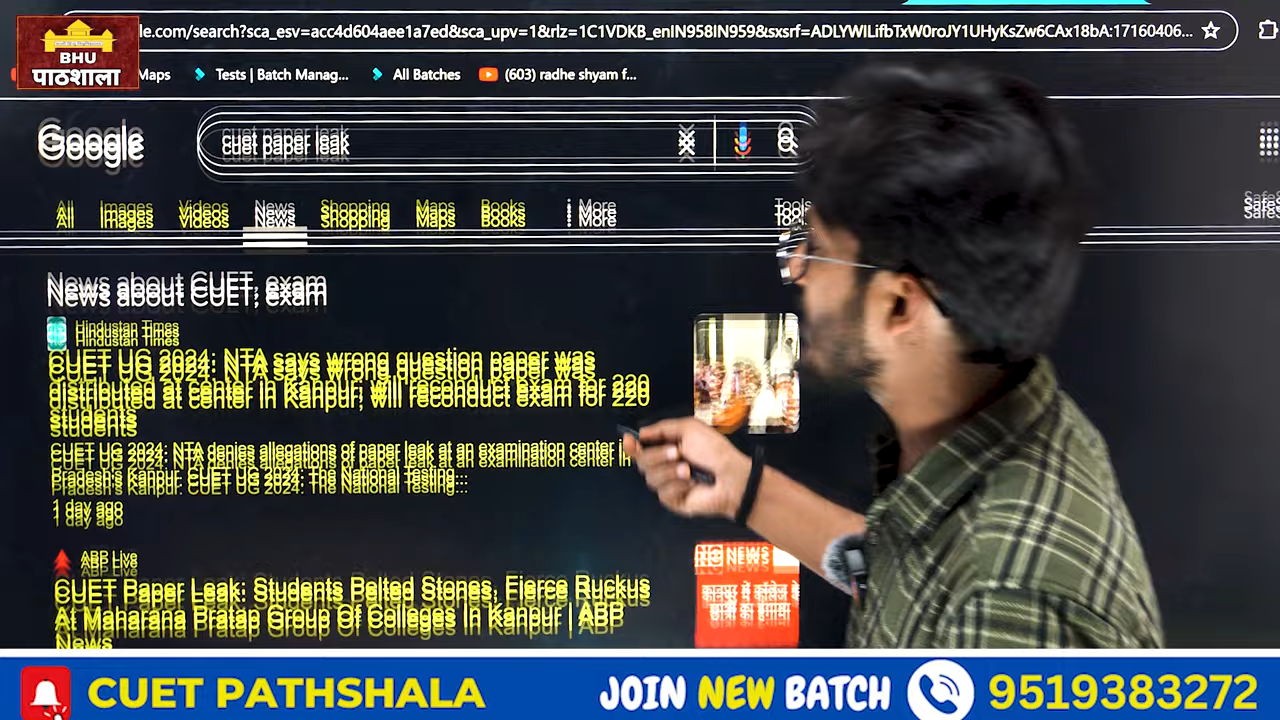 BHU
पाठशाला
le.com/search?sca_esv=acc4d604aee1a7ed&sca_upv=1&rlz=1C1VDKB_enIN958IN959&sxsrf=ADLYWILifbTxW0roJY1UHyKsZw6CAx18bA:17160406...
Maps Tests | Batch Manag... All Batches (603) radhe shyam f...
Google cuet paper leak
All Images Videos News Shopping Maps Books More Tools SafeS
News about CUET, exam
Hindustan Times
CUET UG 2024: NTA says wrong question paper was
distributed at center in Kanpur; will reconduct exam for 220
students
CUET UG 2024: NTA denies allegations of paper leak at an examination center in
Pradesh's Kanpur. CUET UG 2024: The National Testing...
1 day ago
ABP Live
CUET Paper Leak: Students Pelted Stones, Fierce Ruckus
At Maharana Pratap Group Of Colleges In Kanpur | ABP
News
NEWS
कानपुर में कॉलेज के
छात्रों का हंगामा
CUET PATHSHALA JOIN NEW BATCH 9519383272